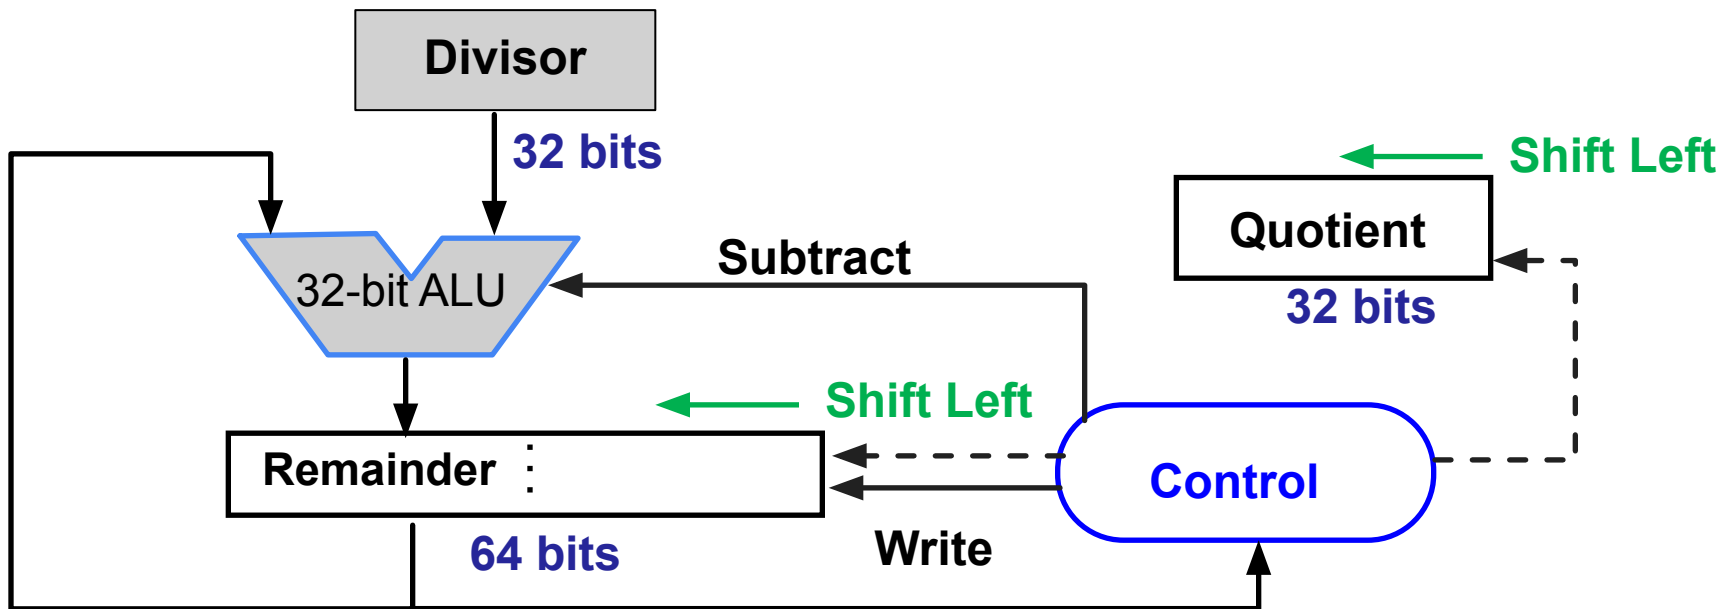 Divisor
32 bits
Shift Left
Quotient
Subtract
32-bit ALU
32 bits
Shift Left
Remainder
Control
Write
64 bits